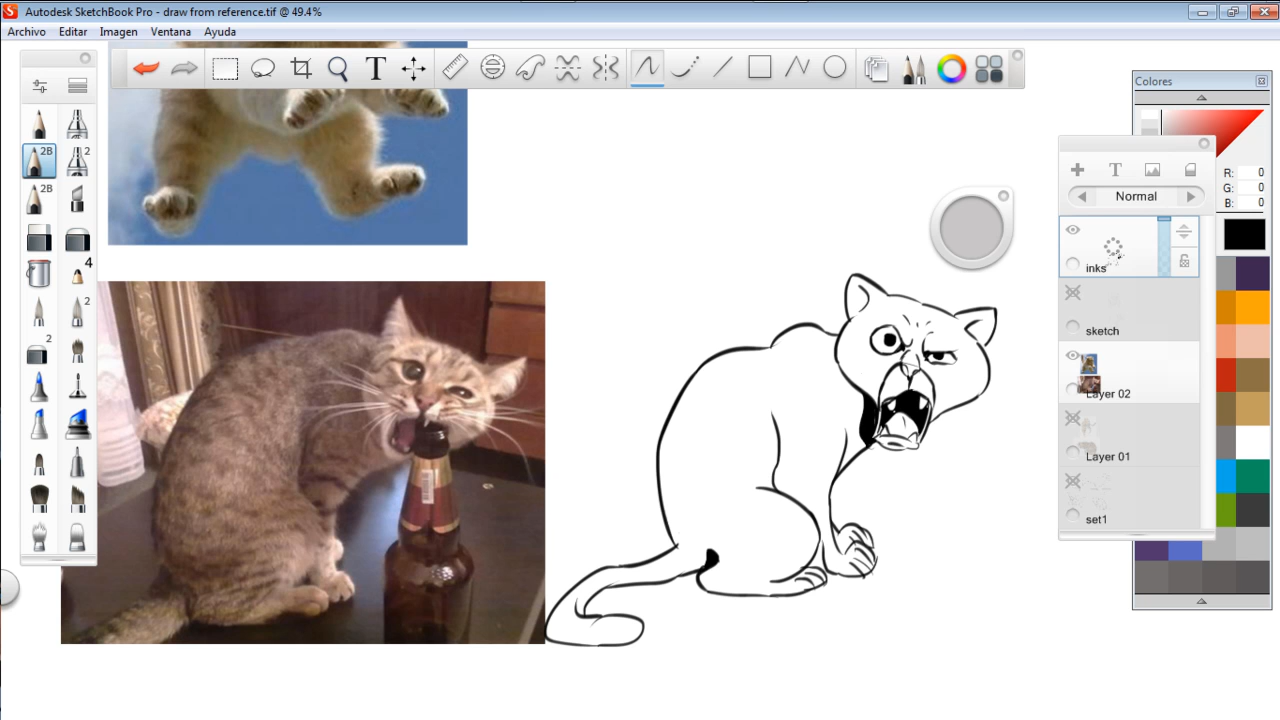 Autodesk SketchBook Pro - draw from reference.tif @ 49.4%
Archivo Editar Imagen Ventana Ayuda
T
2B
2
2B
4
2
2
Colores
T
Normal
R: 0
G: 0
B: 0
inks
sketch
Layer 02
Layer 01
set1